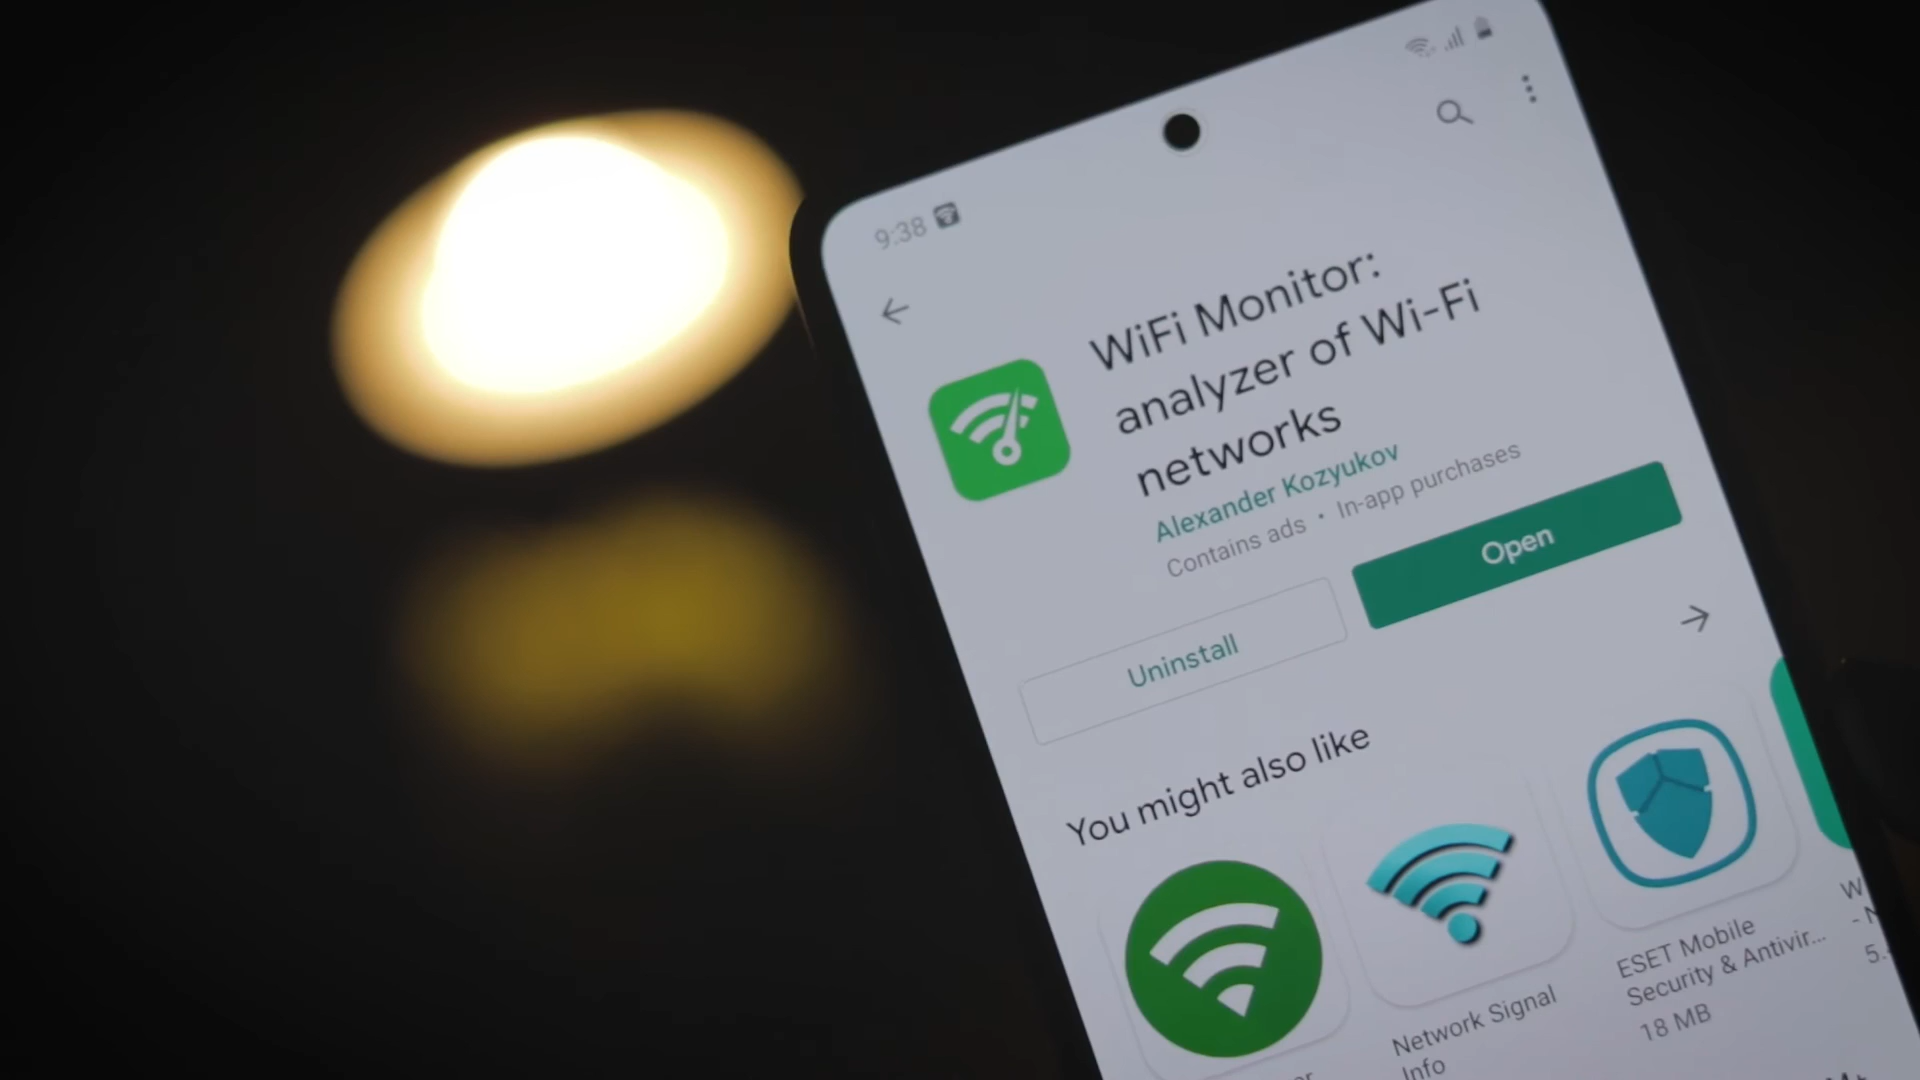 9:38
WiFi Monitor:
analyzer of Wi-Fi
networks
Alexander Kozyukov
Contains ads • In-app purchases
Uninstall
Open
You might also like
Network Signal
Info
ESET Mobile
Security & Antivir...
18 MB